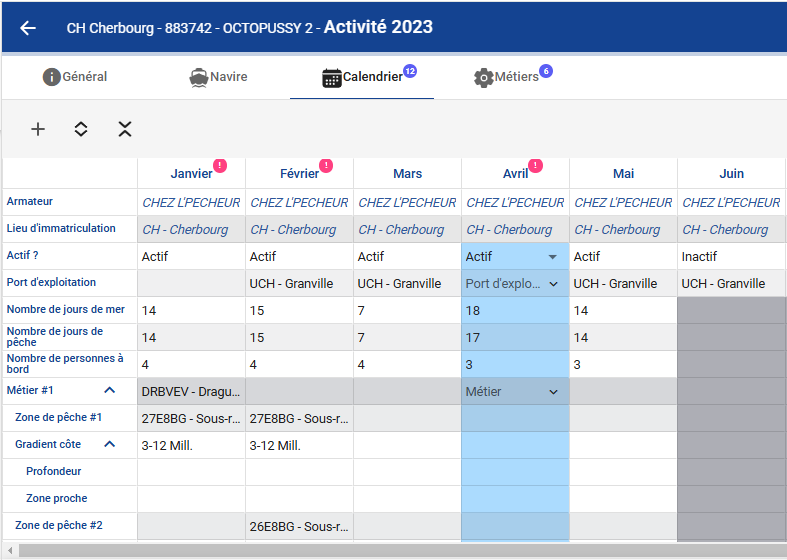 CH Cherbourg - 883742 - OCTOPUSSY 2 - Activité 2023
Général Navire Calendrier 12 Métiers 6
Janvier ! Février ! Mars Avril ! Mai Juin
Armateur CHEZ L'PECHEUR CHEZ L'PECHEUR CHEZ L'PECHEUR CHEZ L'PECHEUR CHEZ L'PECHEUR CHEZ L'PECHEUR
Lieu d'immatriculation CH - Cherbourg CH - Cherbourg CH - Cherbourg CH - Cherbourg CH - Cherbourg CH - Cherbourg
Actif ? Actif Actif Actif Actif Actif Inactif
Port d'exploitation UCH - Granville UCH - Granville Port d'explo... UCH - Granville UCH - Granville
Nombre de jours de mer 14 15 7 18 14
Nombre de jours de
pêche 14 15 7 17 14
Nombre de personnes à
bord 4 4 4 3 3
Métier #1 DRBVEV - Dragu... Métier
Zone de pêche #1 27E8BG - Sous-r... 27E8BG - Sous-r...
Gradient côte 3-12 Mill. 3-12 Mill.
Profondeur
Zone proche
Zone de pêche #2 26E8BG - Sous-r...